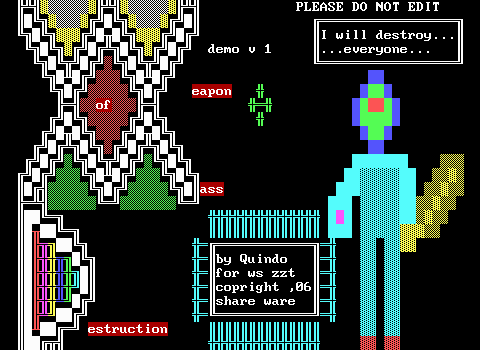 PLEASE DO NOT EDIT
I will destroy...
...everyone...
demo v 1
eapon
of
ass
by Quindo
for ws zzt
copright ,06
share ware
estruction